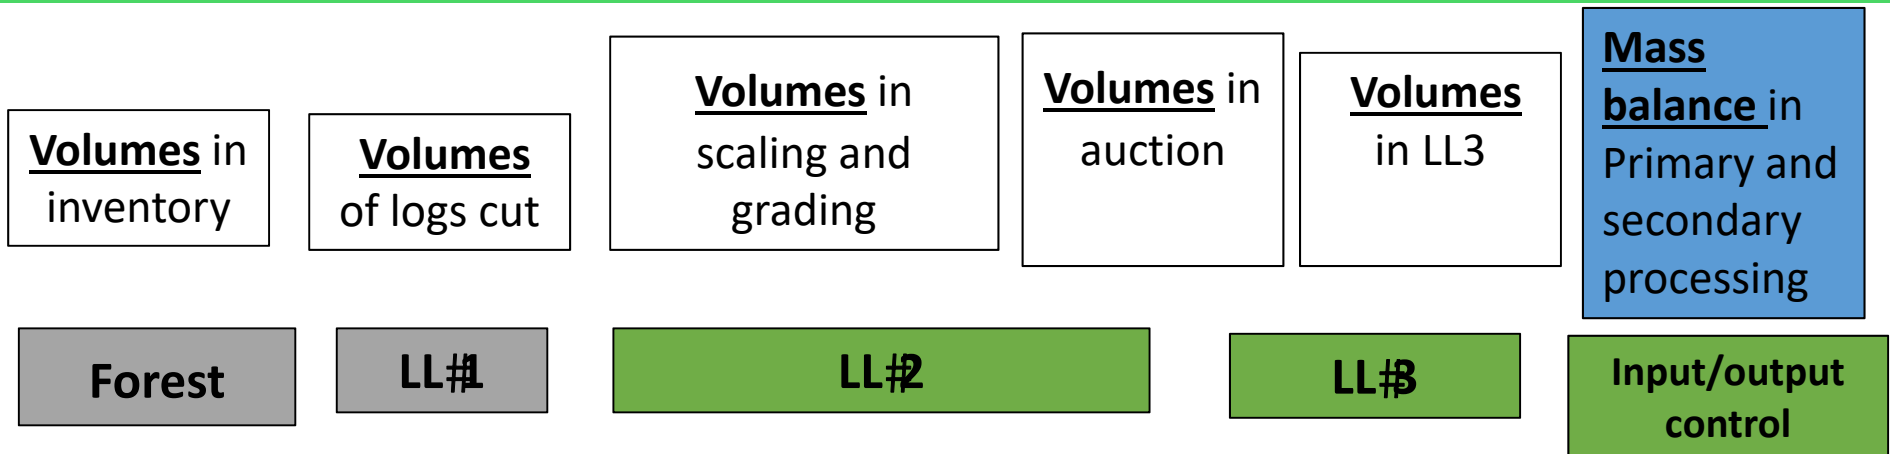 Volumes in
inventory
Volumes
of logs cut
Volumes in
scaling and
grading
Volumes in
auction
Volumes
in LL3
Mass
balance in
Primary and
secondary
processing
Forest
LL#1
LL#2
LL#3
Input/output
control